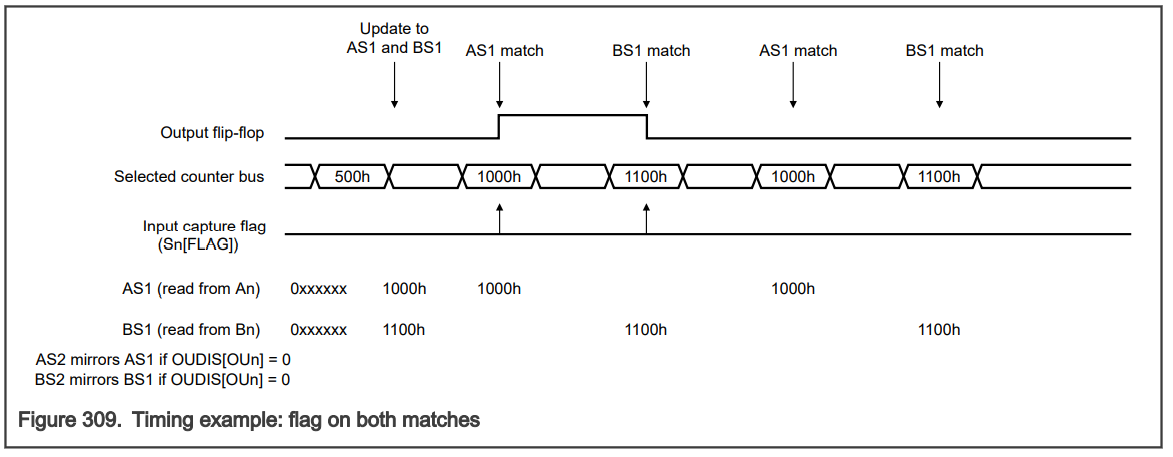 Update to
AS1 and BS1
AS1 match
BS1 match
AS1 match
BS1 match
Output flip-flop
Selected counter bus
500h
1000h
1100h
1000h
1100h
Input capture flag
(Sn[FLAG])
AS1 (read from An) 0xxxxxx 1000h 1000h 1000h
BS1 (read from Bn) 0xxxxxx 1100h 1100h 1100h
AS2 mirrors AS1 if OUDIS[OUn] = 0
BS2 mirrors BS1 if OUDIS[OUn] = 0
Figure 309. Timing example: flag on both matches